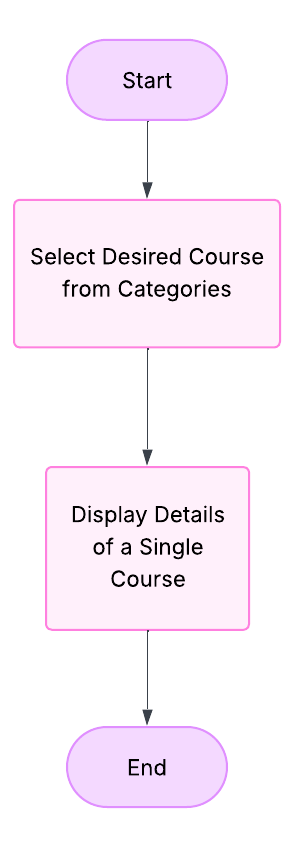 Start
Select Desired Course
from Categories
Display Details
of a Single
Course
End